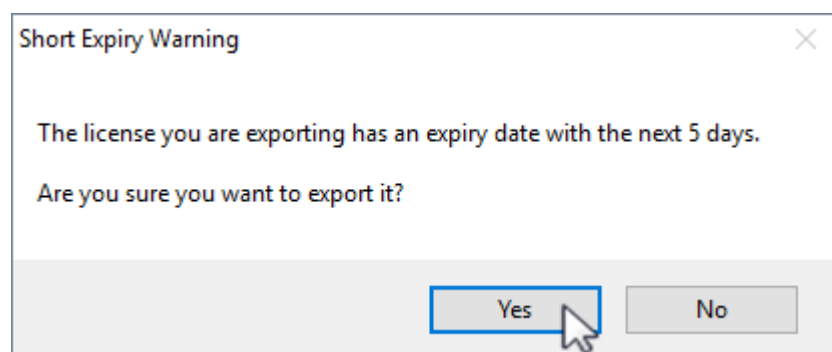 Short Expiry Warning
The license you are exporting has an expiry date with the next 5 days.
Are you sure you want to export it?
Yes
No